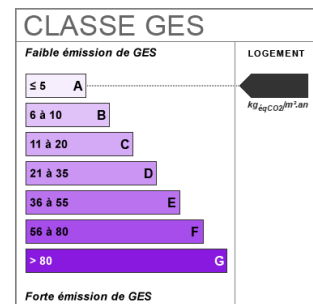 CLASSE GES
Faible émission de GES
LOGEMENT
≤ 5 A
6 à 10 B
kgéqCO2/m².an
11 à 20 C
21 à 35 D
36 à 55 E
56 à 80 F
> 80 G
Forte émission de GES